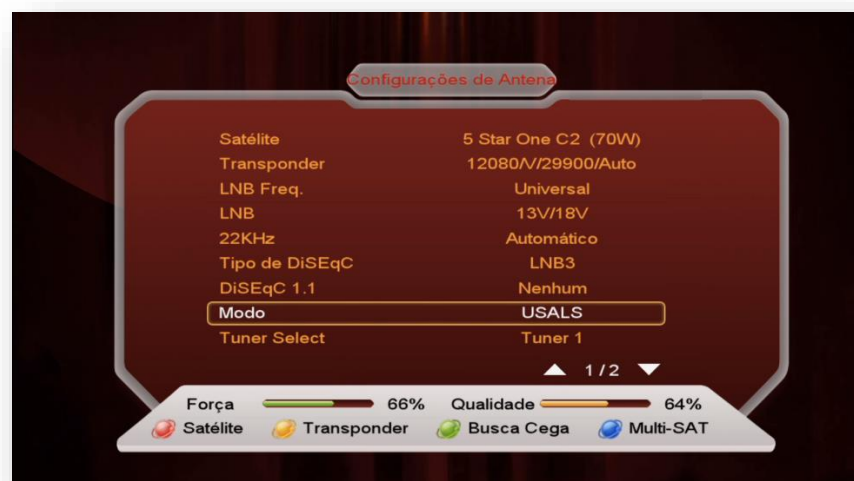 Configurações de Antena
Satélite 5 Star One C2 (70W)
Transponder 12080/V/29900/Auto
LNB Freq. Universal
LNB 13V/18V
22KHz Automático
Tipo de DiSEqC LNB3
DiSEqC 1.1 Nenhum
Modo USALS
Tuner Select Tuner 1
1/2
Força 66% Qualidade 64%
Satélite Transponder Busca Cega Multi-SAT